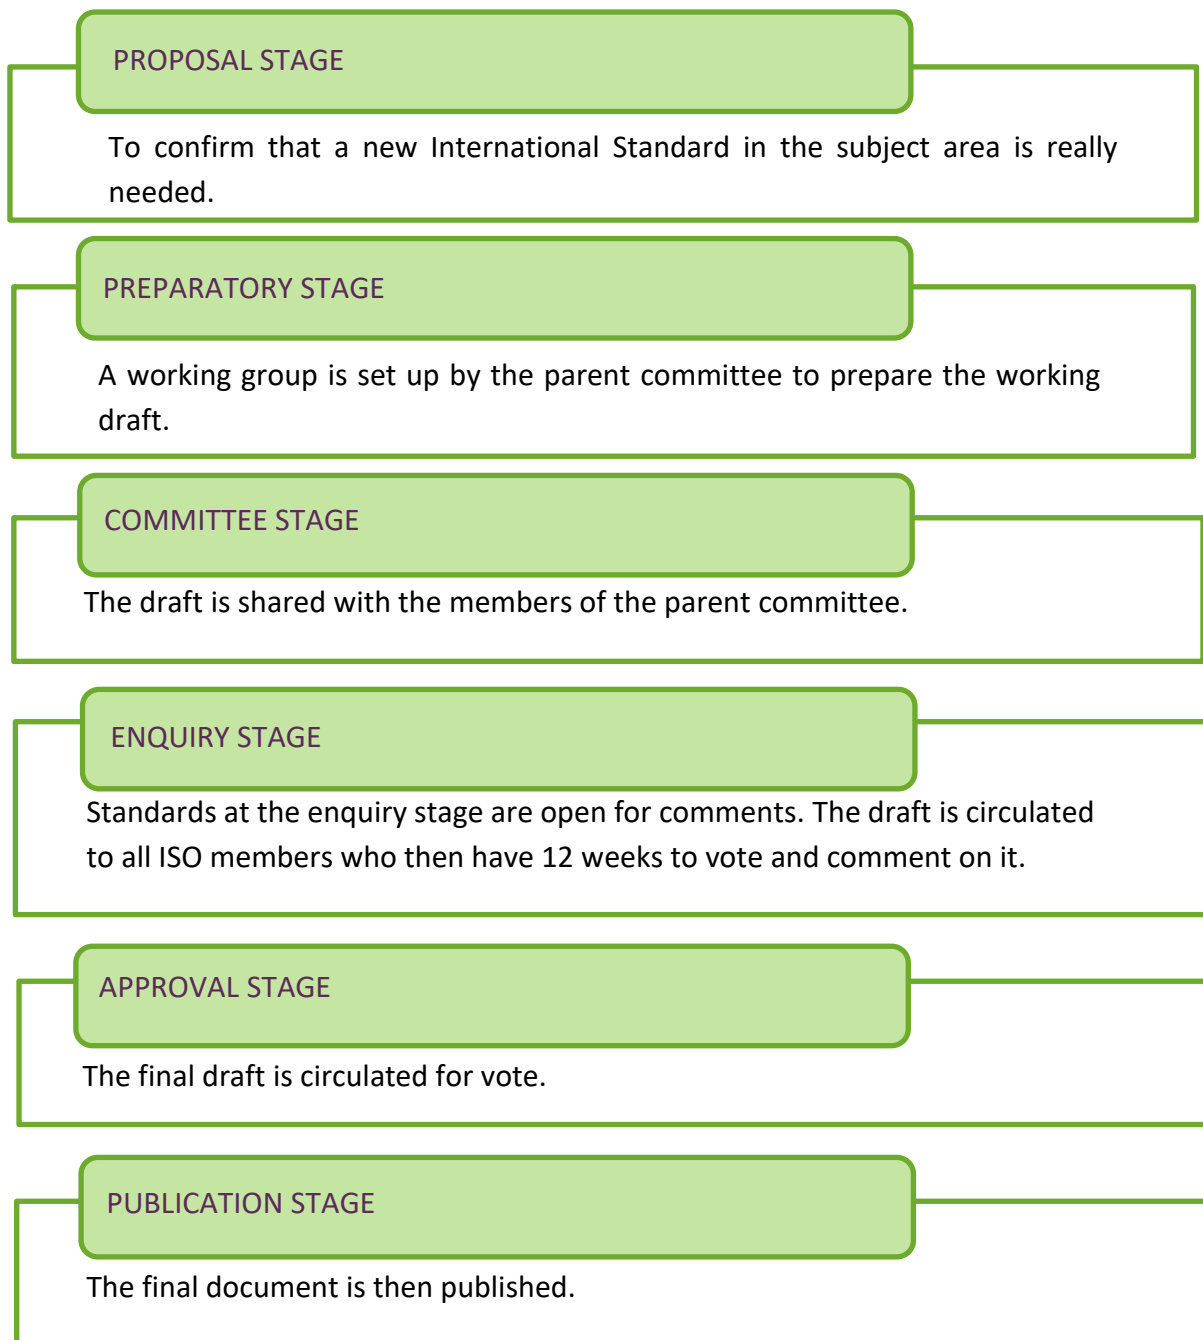 PROPOSAL STAGE
To confirm that a new International Standard in the subject area is really
needed.
PREPARATORY STAGE
A working group is set up by the parent committee to prepare the working
draft.
COMMITTEE STAGE
The draft is shared with the members of the parent committee.
ENQUIRY STAGE
Standards at the enquiry stage are open for comments. The draft is circulated
to all ISO members who then have 12 weeks to vote and comment on it.
APPROVAL STAGE
The final draft is circulated for vote.
PUBLICATION STAGE
The final document is then published.